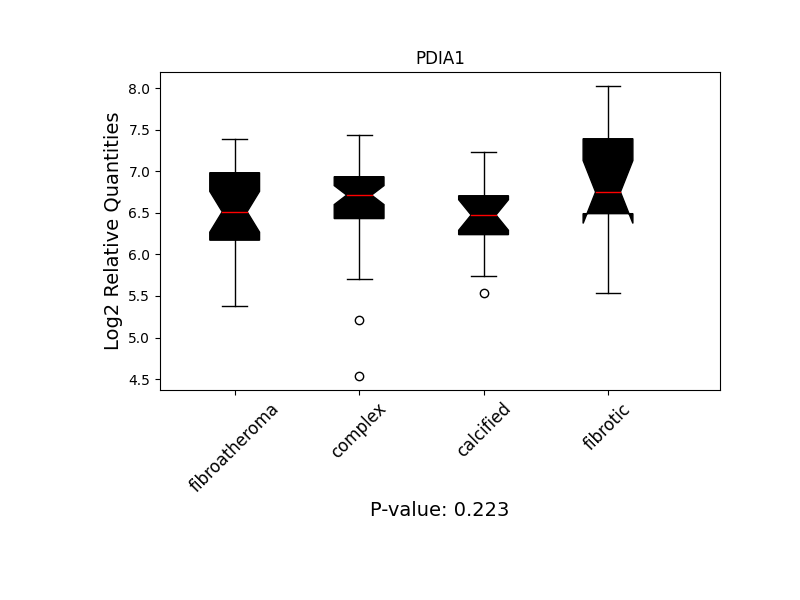 PDIA1
Log2 Relative Quantities
8.0
7.5
7.0
6.5
6.0
5.5
5.0
4.5
fibroatheroma
complex
calcified
fibrotic
P-value: 0.223